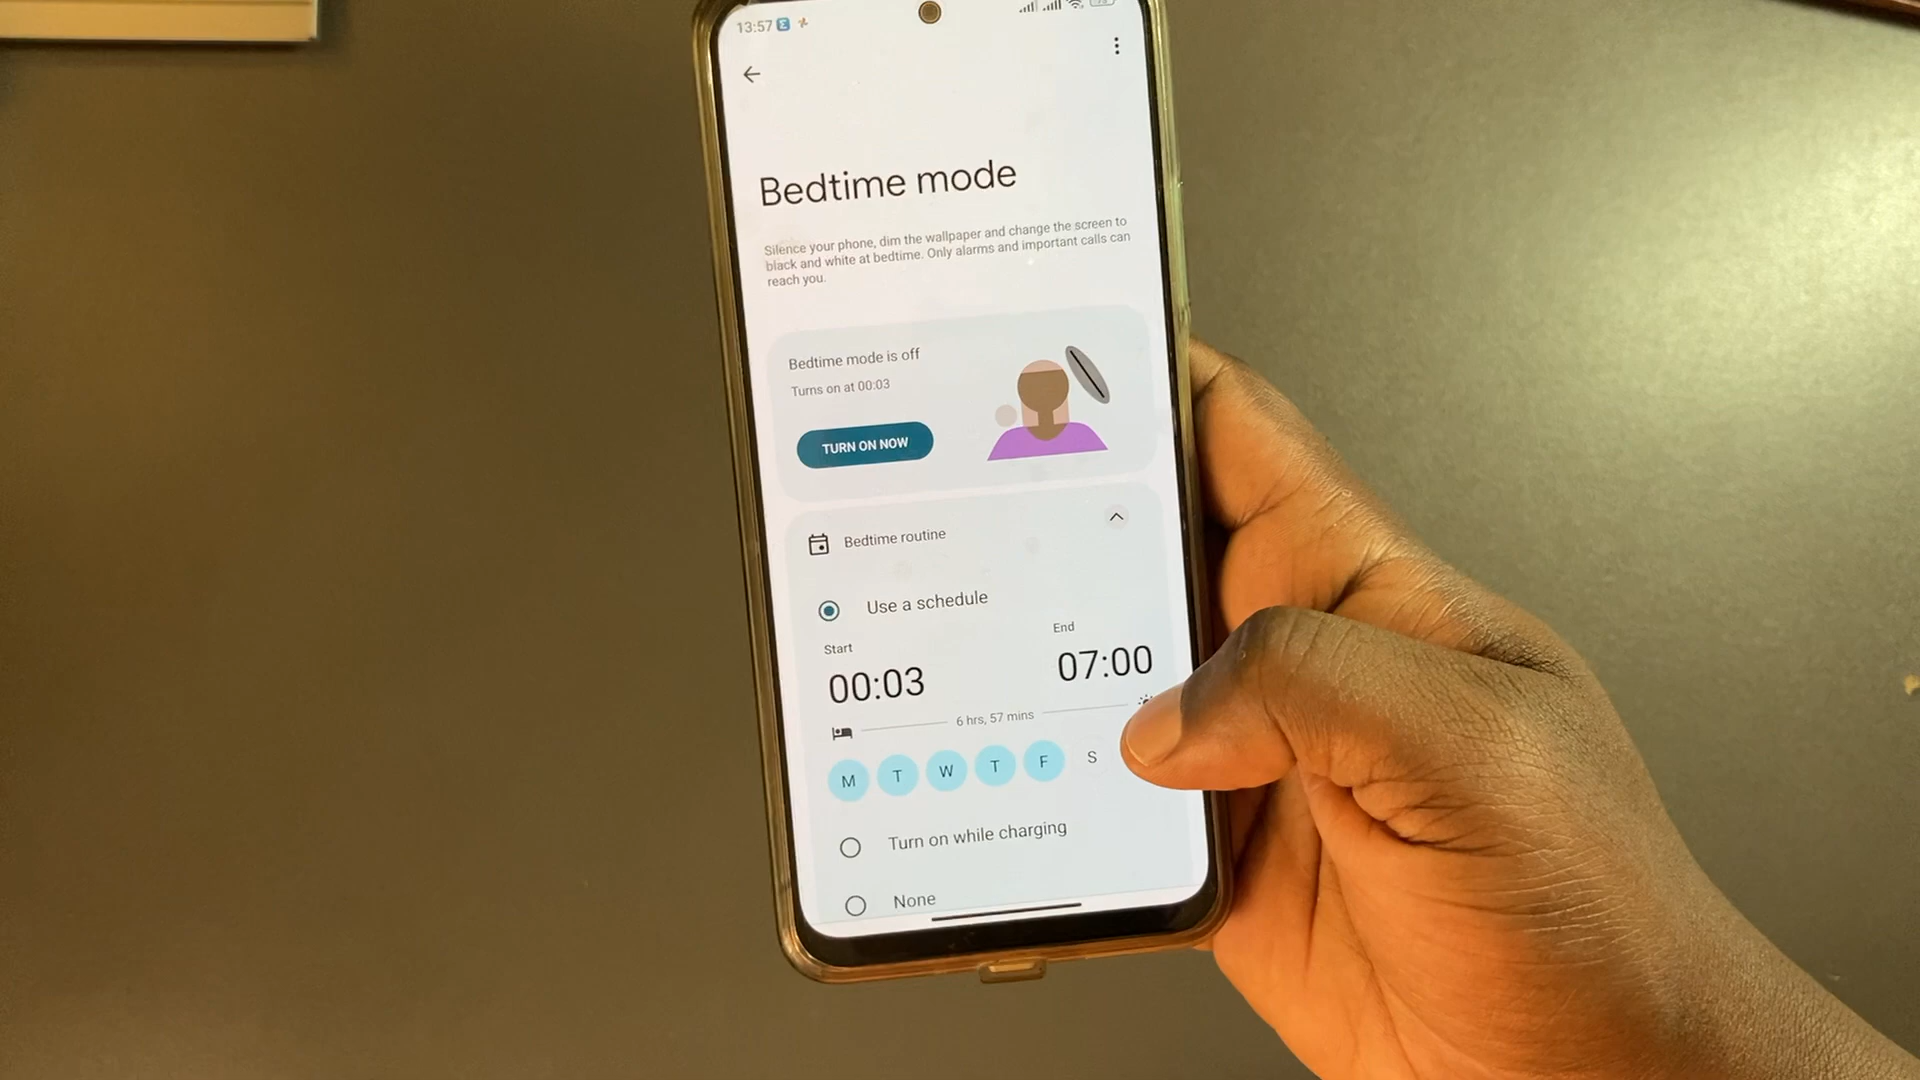 13:57
Bedtime mode
Silence your phone, dim the wallpaper and change the screen to
black and white at bedtime. Only alarms and important calls can
reach you.
Bedtime mode is off
Turns on at 00:03
TURN ON NOW
Bedtime routine
Use a schedule
Start
End
00:03
07:00
6 hrs, 57 mins
M T W T F S
Turn on while charging
None